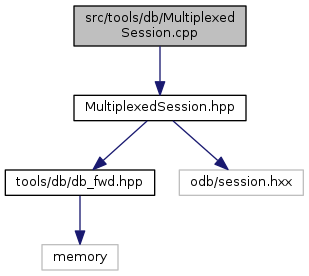 src/tools/db/Multiplexed
Session.cpp
MultiplexedSession.hpp
tools/db/db_fwd.hpp
odb/session.hxx
memory